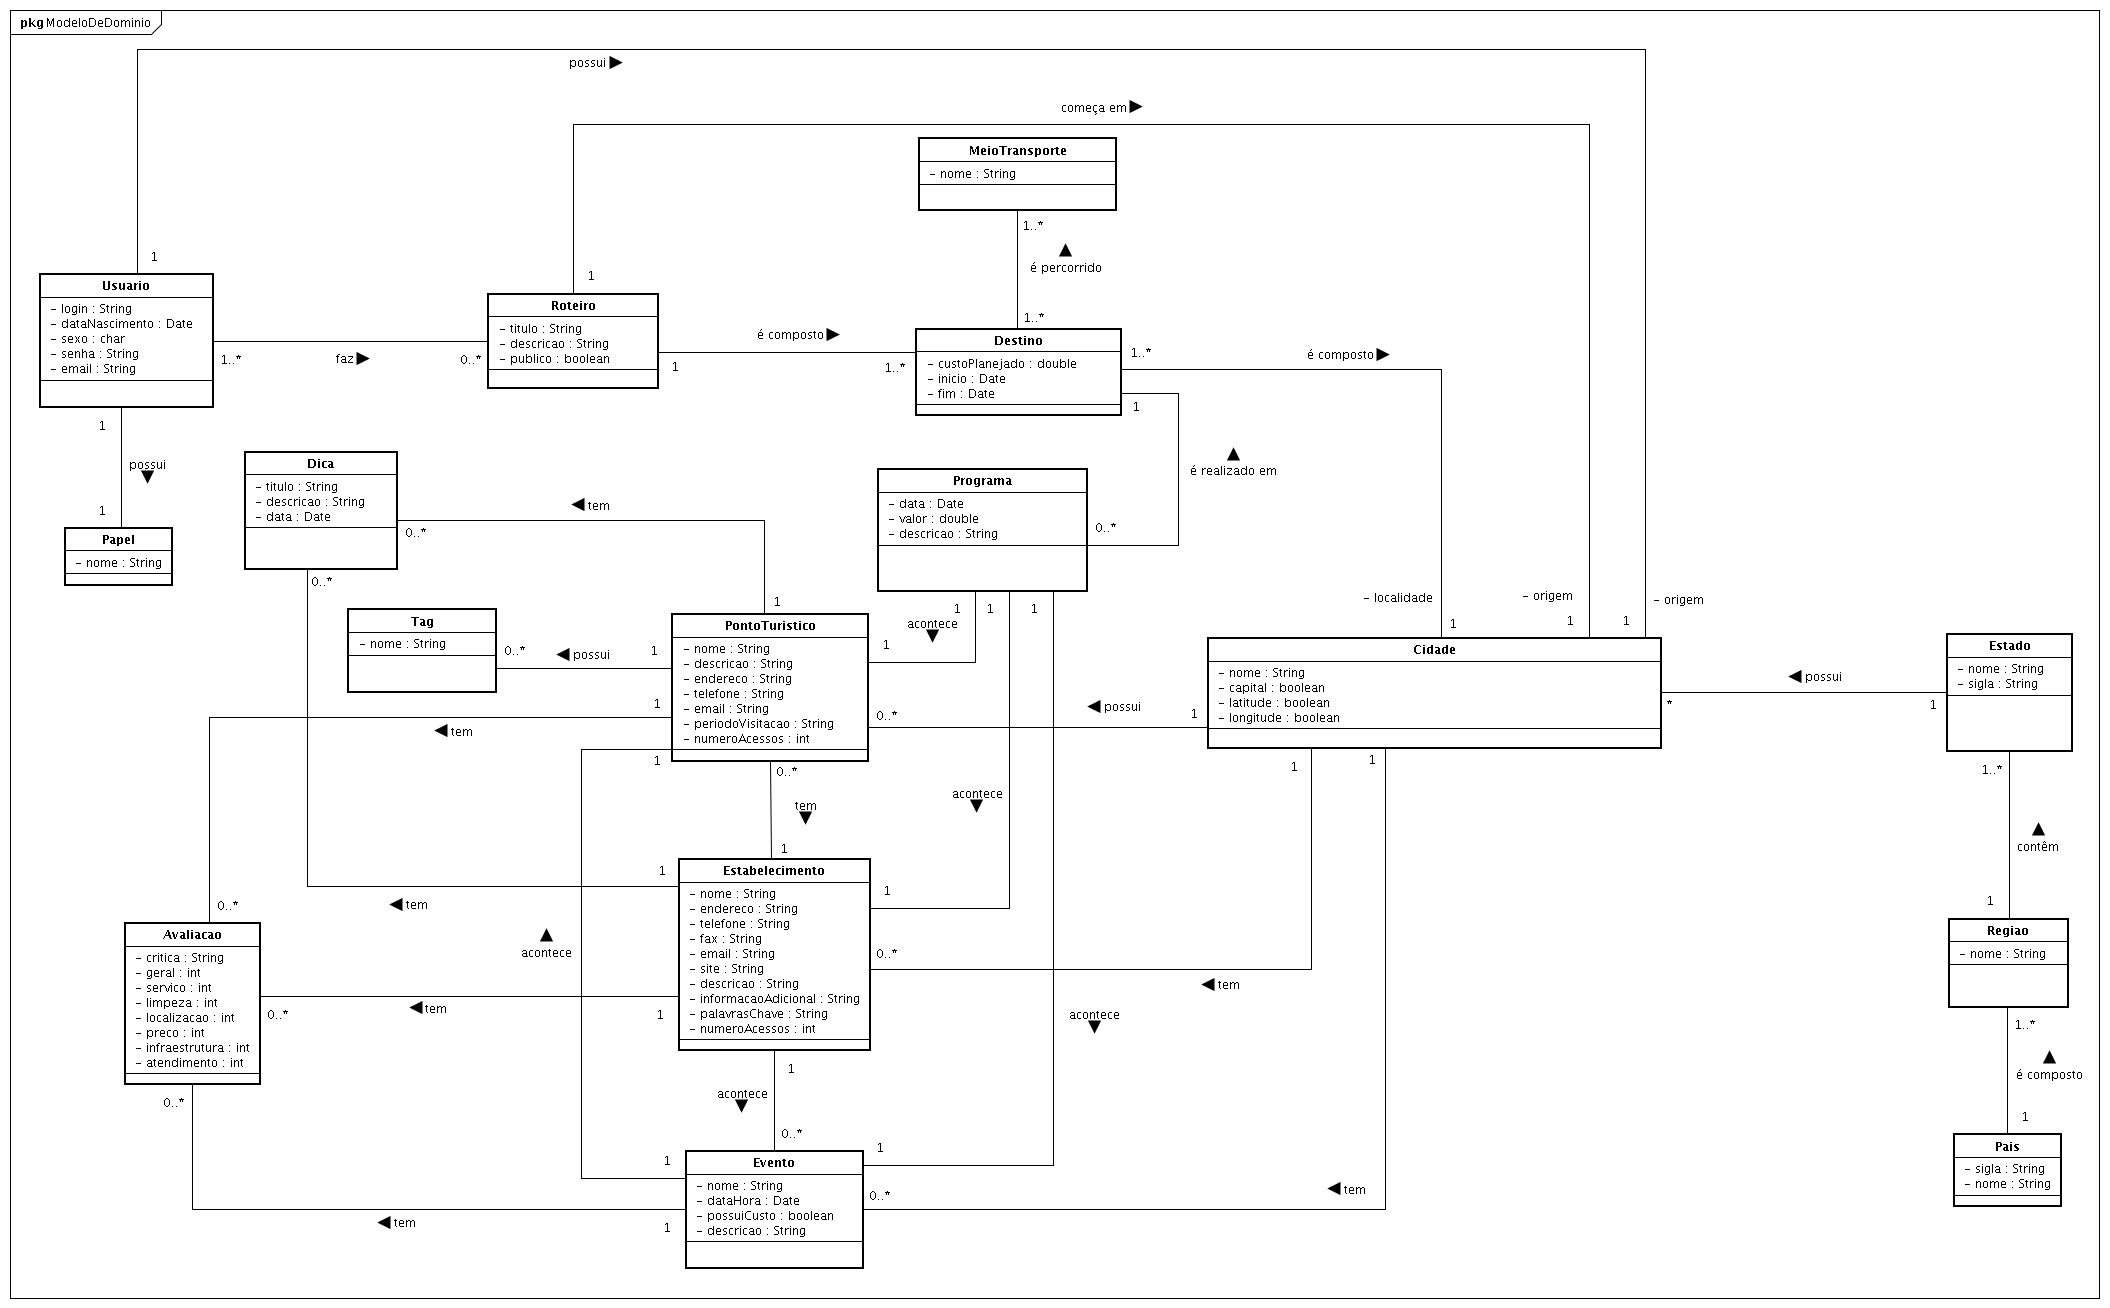 pkg ModeloDeDominio
possui
começa em
MeioTransporte
- nome : String
1..*
é percorrido
1..*
1
Usuario
- login : String
- dataNascimento : Date
- sexo : char
- senha : String
- email : String
1..*
faz
0..*
1
Roteiro
- titulo : String
- descricao : String
- publico : boolean
1
é composto
1..*
Destino
- custoPlanejado : double
- inicio : Date
- fim : Date
1..*
é composto
1
é realizado em
1
possui
1
Papel
- nome : String
Dica
- titulo : String
- descricao : String
- data : Date
tem
0..*
0..*
Programa
- data : Date
- valor : double
- descricao : String
0..*
1
1
1
acontece
- localidade
- origem
- origem
1
1
1
Tag
- nome : String
0..*
possui
1
1
PontoTuristico
- nome : String
- descricao : String
- endereco : String
- telefone : String
- email : String
- periodoVisitacao : String
- numeroAcessos : int
1
0..*
possui
1
Cidade
- nome : String
- capital : boolean
- latitude : boolean
- longitude : boolean
*
possui
1
Estado
- nome : String
- sigla : String
1
tem
1
0..*
tem
1
acontece
1
1
1..*
contêm
1
Regiao
- nome : String
1..*
é composto
1
Pais
- sigla : String
- nome : String
1
tem
0..*
Estabelecimento
- nome : String
- endereco : String
- telefone : String
- fax : String
- email : String
- site : String
- descricao : String
- informacaoAdicional : String
- palavrasChave : String
- numeroAcessos : int
1
0..*
tem
acontece
acontece
Avaliacao
- critica : String
- geral : int
- servico : int
- limpeza : int
- localizacao : int
- preco : int
- infraestrutura : int
- atendimento : int
0..*
tem
1
0..*
1
acontece
0..*
1
Evento
- nome : String
- dataHora : Date
- possuiCusto : boolean
- descricao : String
1
0..*
tem
tem
1